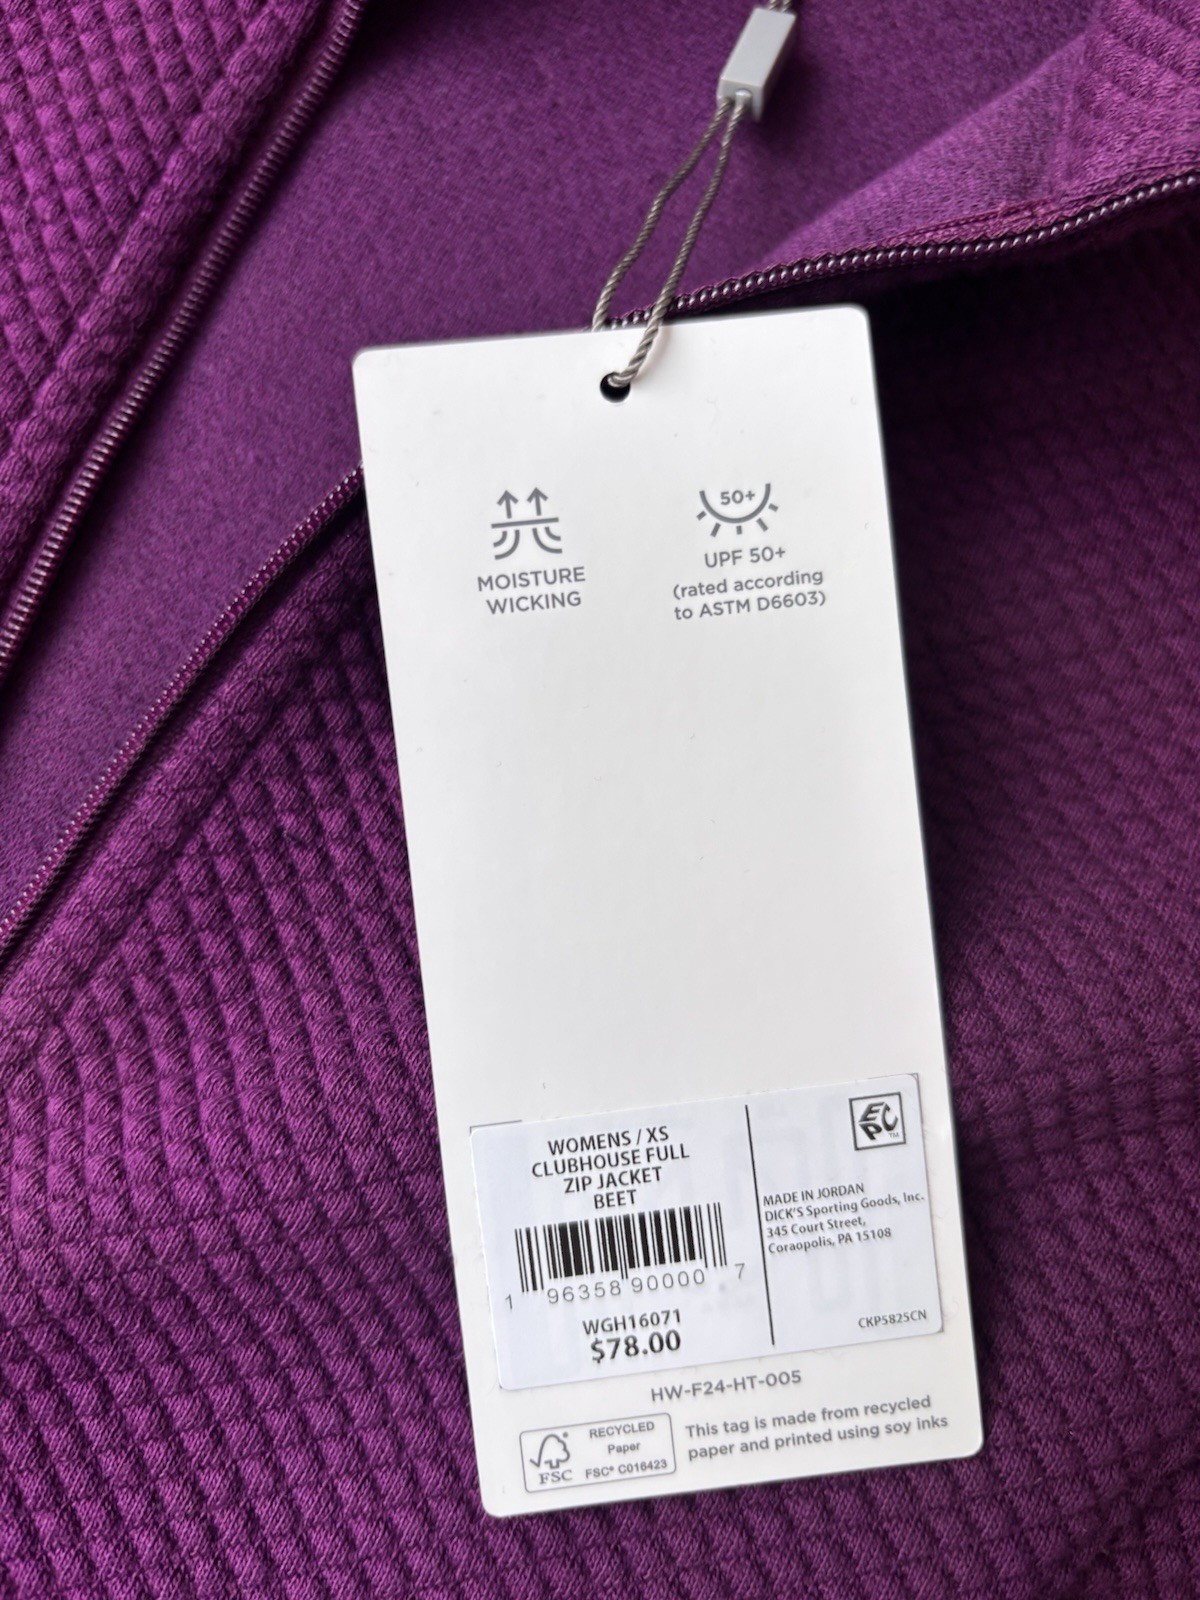 50+
MOISTURE
WICKING
UPF 50+
(rated according
to ASTM D6603)
WOMENS / XS
CLUBHOUSE FULL
ZIP JACKET
BEET
1 96358 90000 7
WGH16071
$78.00
EPC TM
MADE IN JORDAN
DICK'S Sporting Goods, Inc.
345 Court Street,
Coraopolis, PA 15108
CKP5825CN
HW-F24-HT-005
FSC
RECYCLED
Paper
FSC® C016423
This tag is made from recycled
paper and printed using soy inks